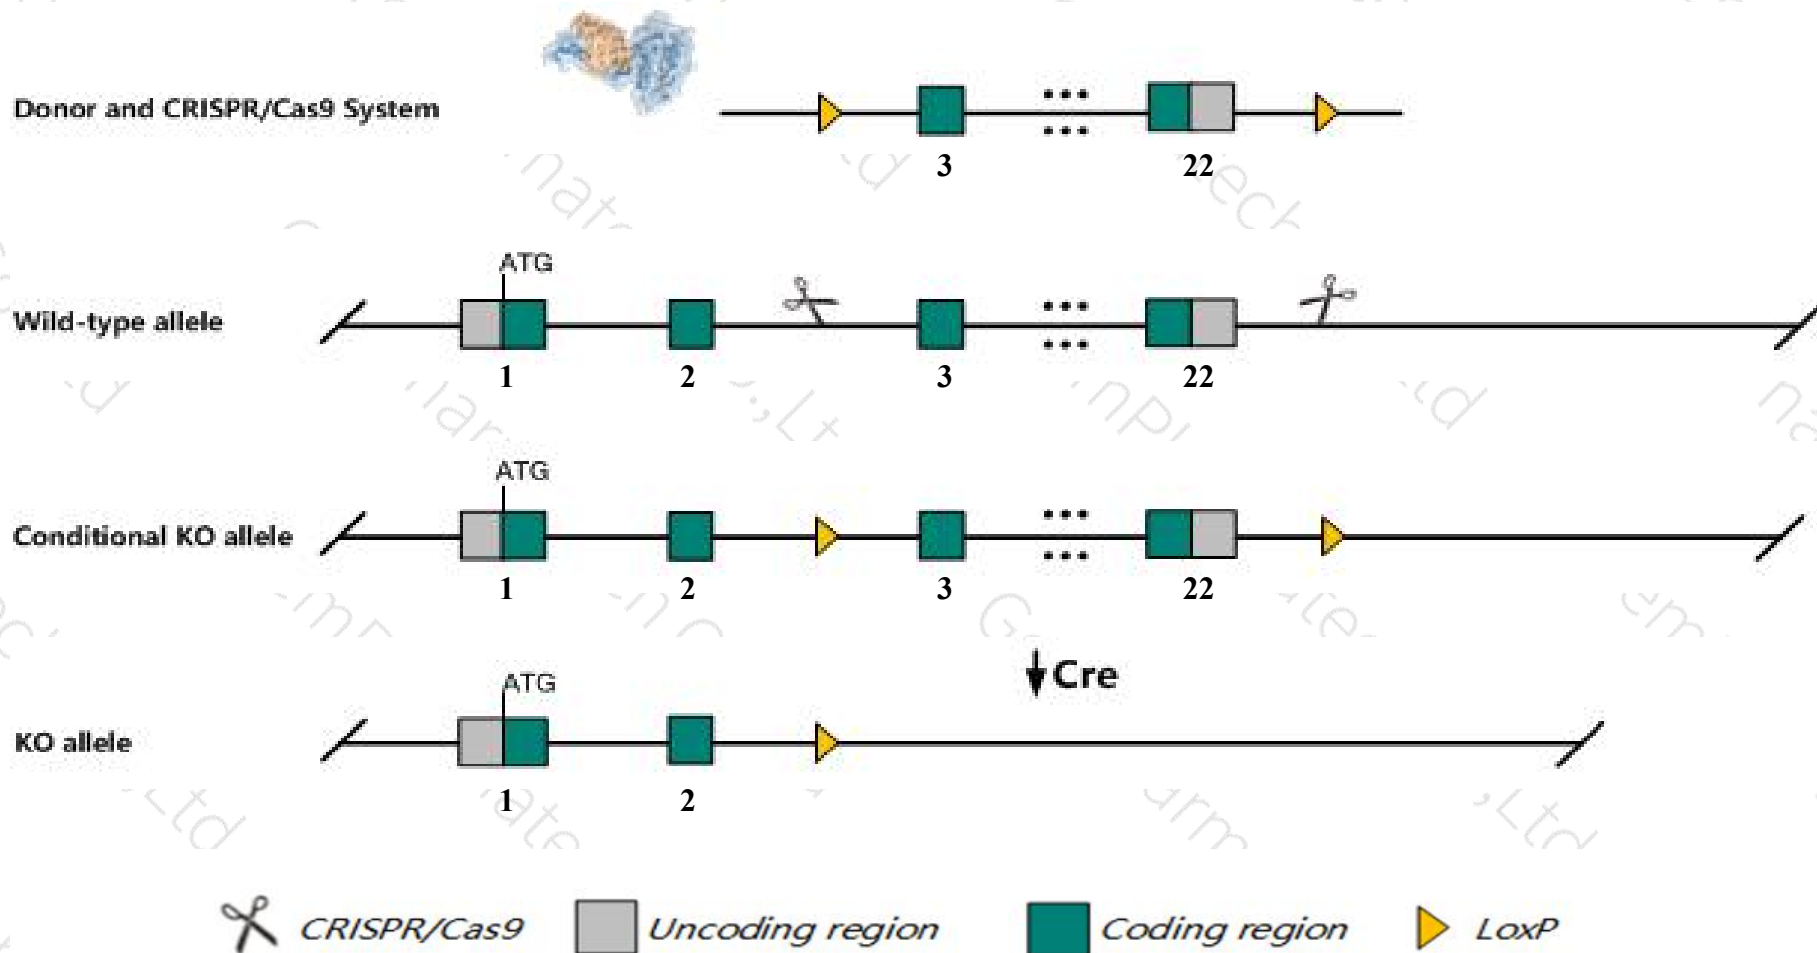 Donor and CRISPR/Cas9 System
3 22
ATG
Wild-type allele
1 2 3 22
ATG
Conditional KO allele
1 2 3 22
Cre
ATG
KO allele
1 2
CRISPR/Cas9 Uncoding region Coding region LoxP